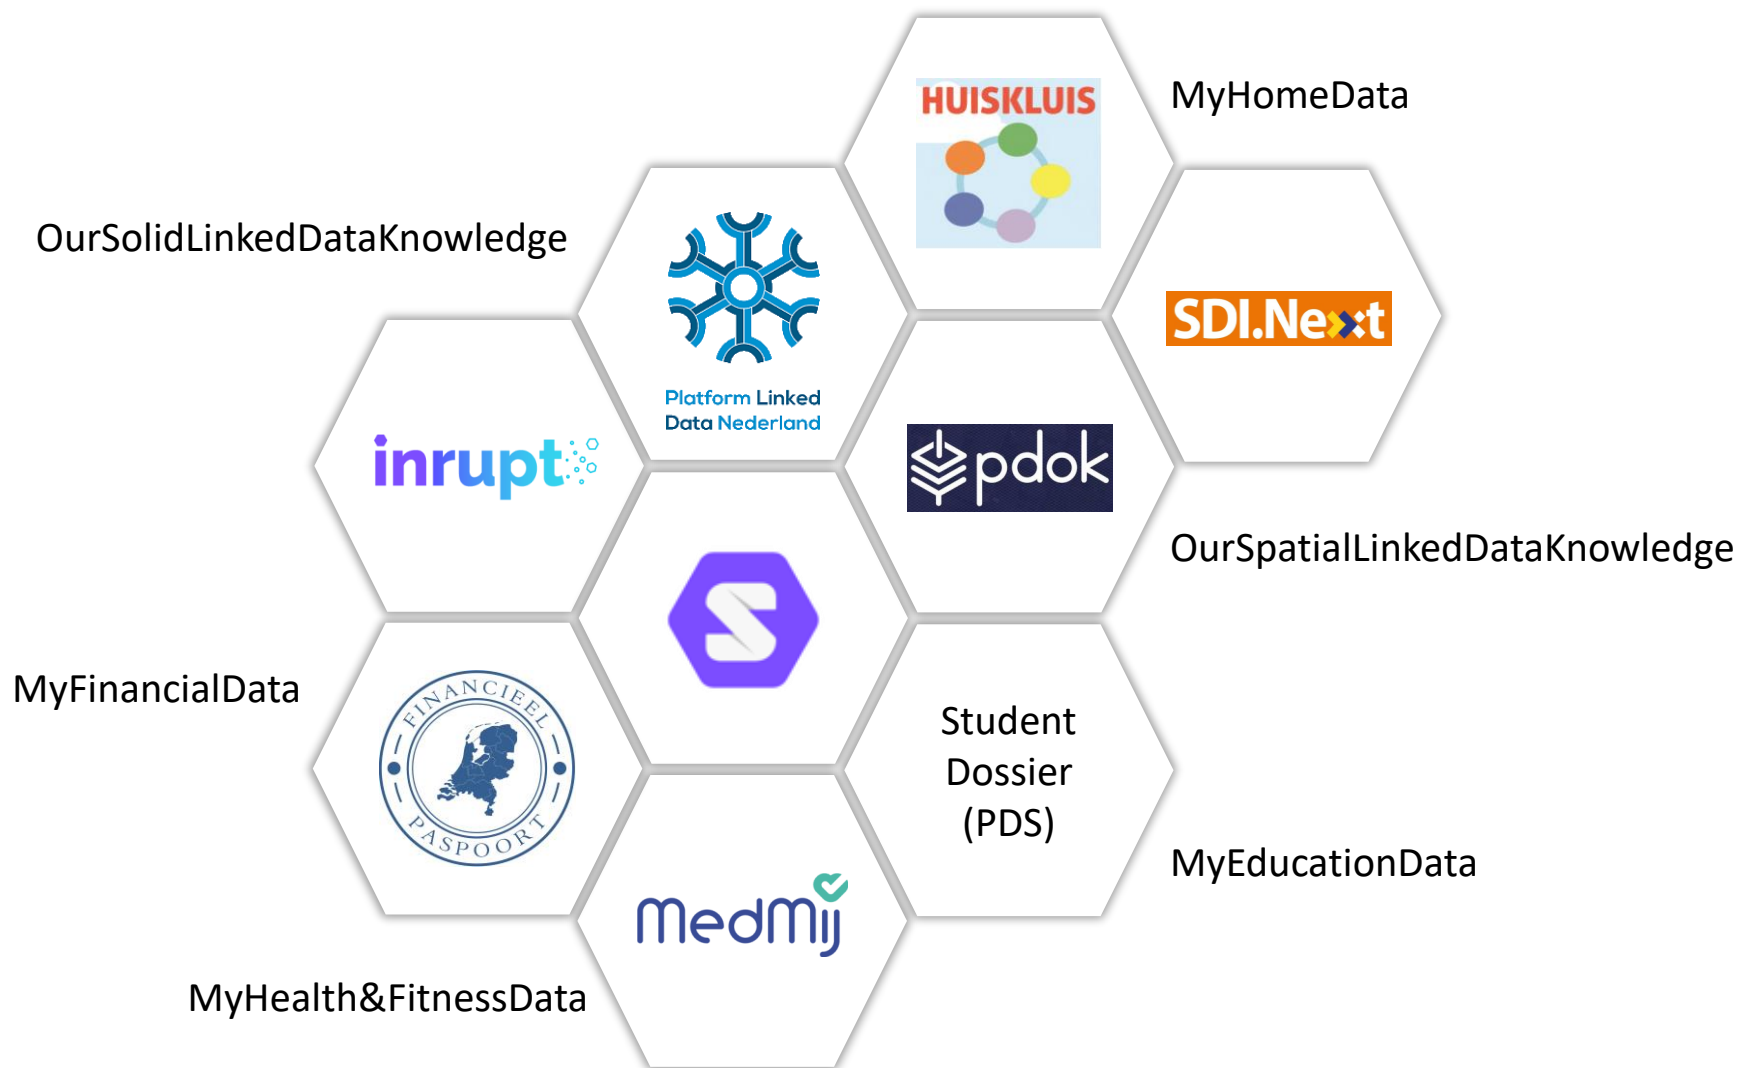 HUISKLUIS
MyHomeData
OurSolidLinkedDataKnowledge
SDI.Next
Platform Linked
Data Nederland
inrupt
pdok
OurSpatialLinkedDataKnowledge
S
MyFinancialData
FINANCIEEL
PASPOORT
Student
Dossier
(PDS)
MyEducationData
MedMij
MyHealth&FitnessData